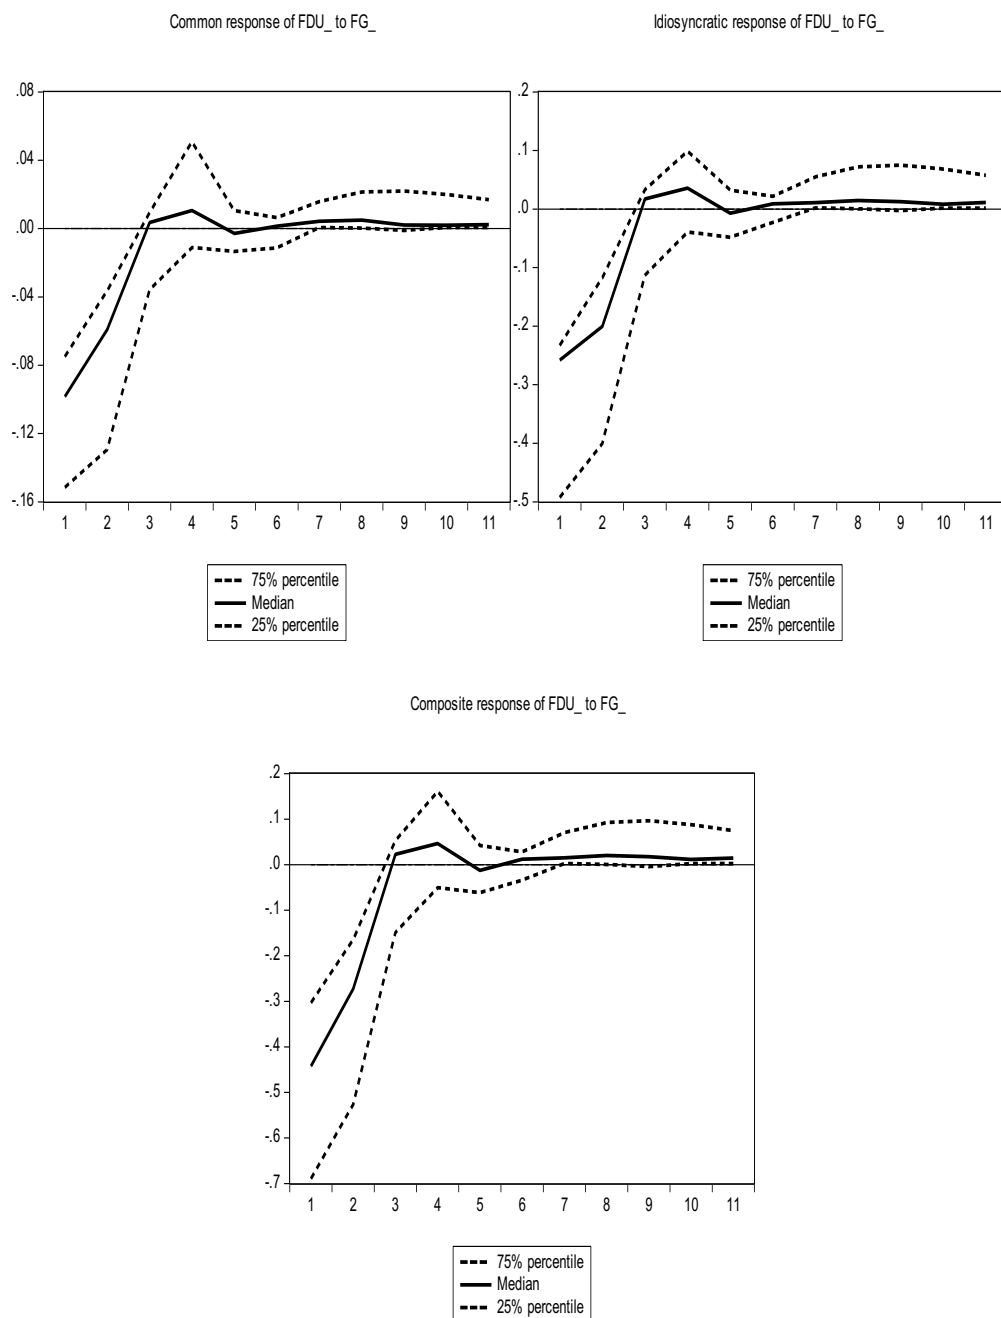 Common response of FDU_ to FG_
.08
.04
.00
-.04
-.08
-.12
-.16
1 2 3 4 5 6 7 8 9 10 11
75% percentile
Median
25% percentile
Idiosyncratic response of FDU_ to FG_
.2
.1
.0
-.1
-.2
-.3
-.4
-.5
1 2 3 4 5 6 7 8 9 10 11
75% percentile
Median
25% percentile
Composite response of FDU_ to FG_
.2
.1
.0
-.1
-.2
-.3
-.4
-.5
-.6
-.7
1 2 3 4 5 6 7 8 9 10 11
75% percentile
Median
25% percentile